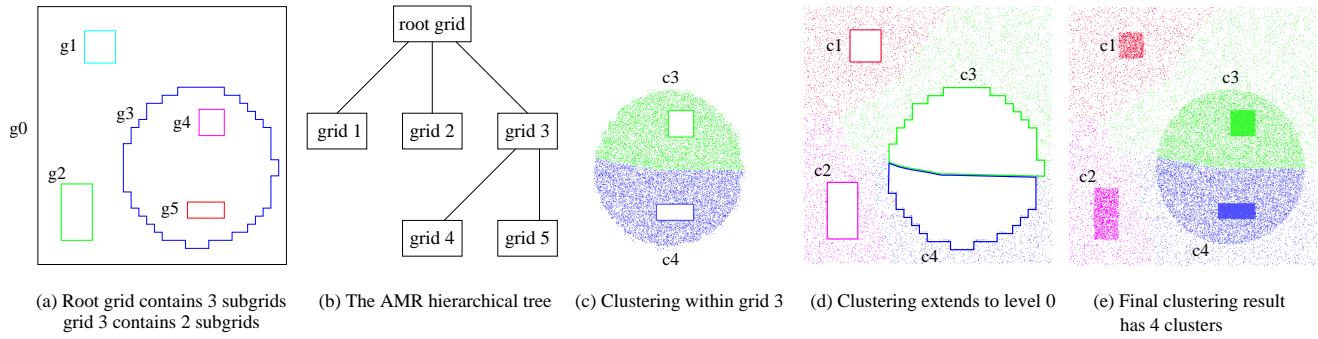 g0
g1
g2
g3
g4
g5
(a) Root grid contains 3 subgrids
grid 3 contains 2 subgrids
root grid
grid 1
grid 2
grid 3
grid 4
grid 5
(b) The AMR hierarchical tree
c3
c4
(c) Clustering within grid 3
c1
c3
c2
c4
(d) Clustering extends to level 0
c1
c3
c2
c4
(e) Final clustering result
has 4 clusters